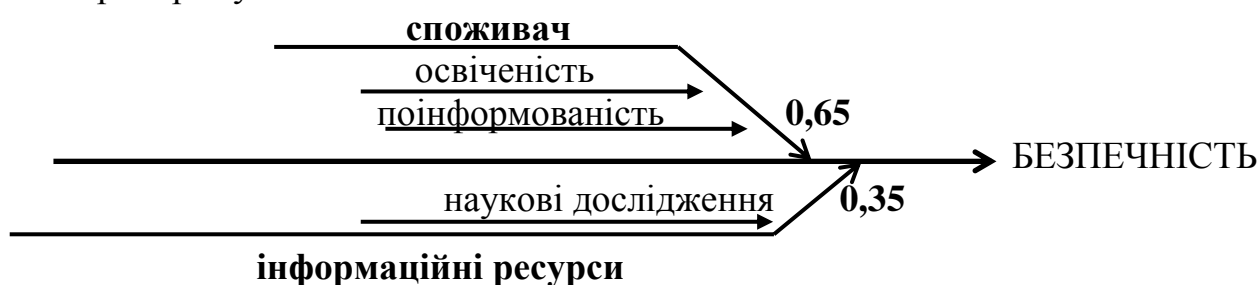 споживач
освіченість
поінформованість
0,65
БЕЗПЕЧНІСТЬ
наукові дослідження
0,35
інформаційні ресурси